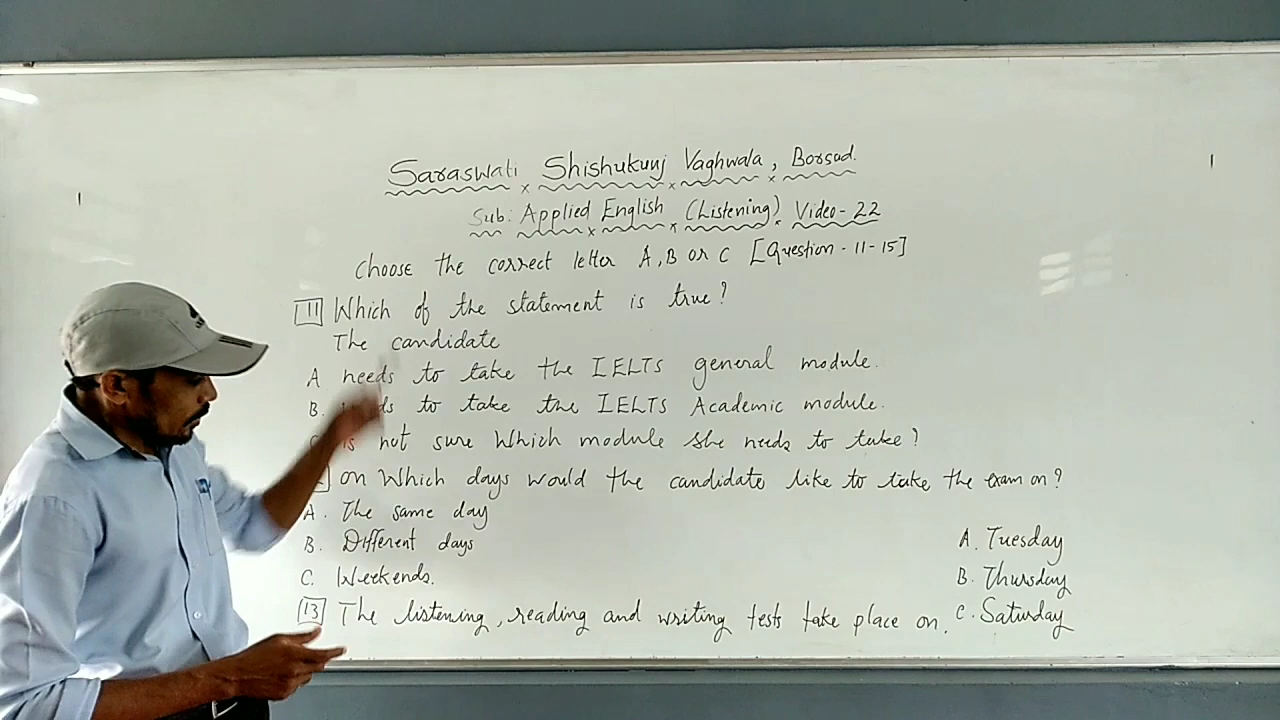 Saraswati Shishukunj Vaghwala, Borsad.
Sub: Applied English (Listening) Video-22
Choose the correct letter A, B or C [Question-11-15]
11 Which of the statement is true?
The candidate
A needs to take the IELTS general module.
B. to take the IELTS Academic module.
is not sure Which module she needs to take?
on Which days would the candidate like to take the exam on?
A. The same day
B. Different days
C. Weekends.
13 The listening, reading and writing tests take place on.
A. Tuesday
B. Thursday
C. Saturday